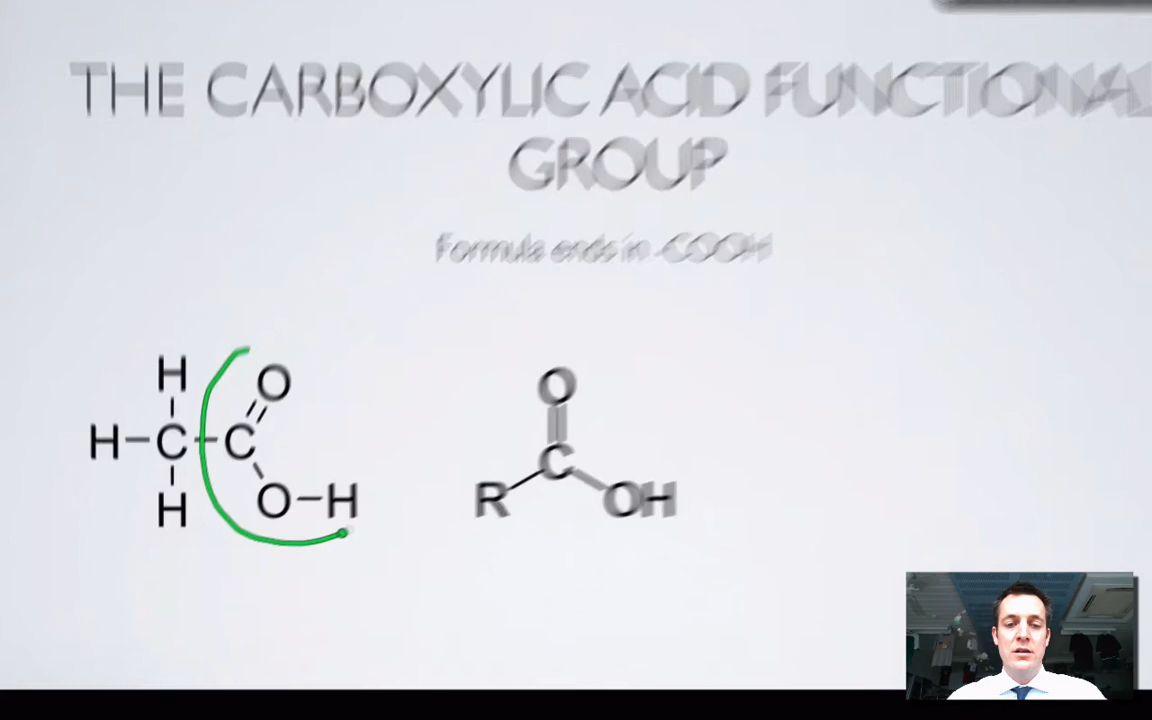 THE CARBOXYLIC ACID FUNCTIONAL
GROUP
Formula ends in -COOH
H O O
H-C-C C
H O-H R OH